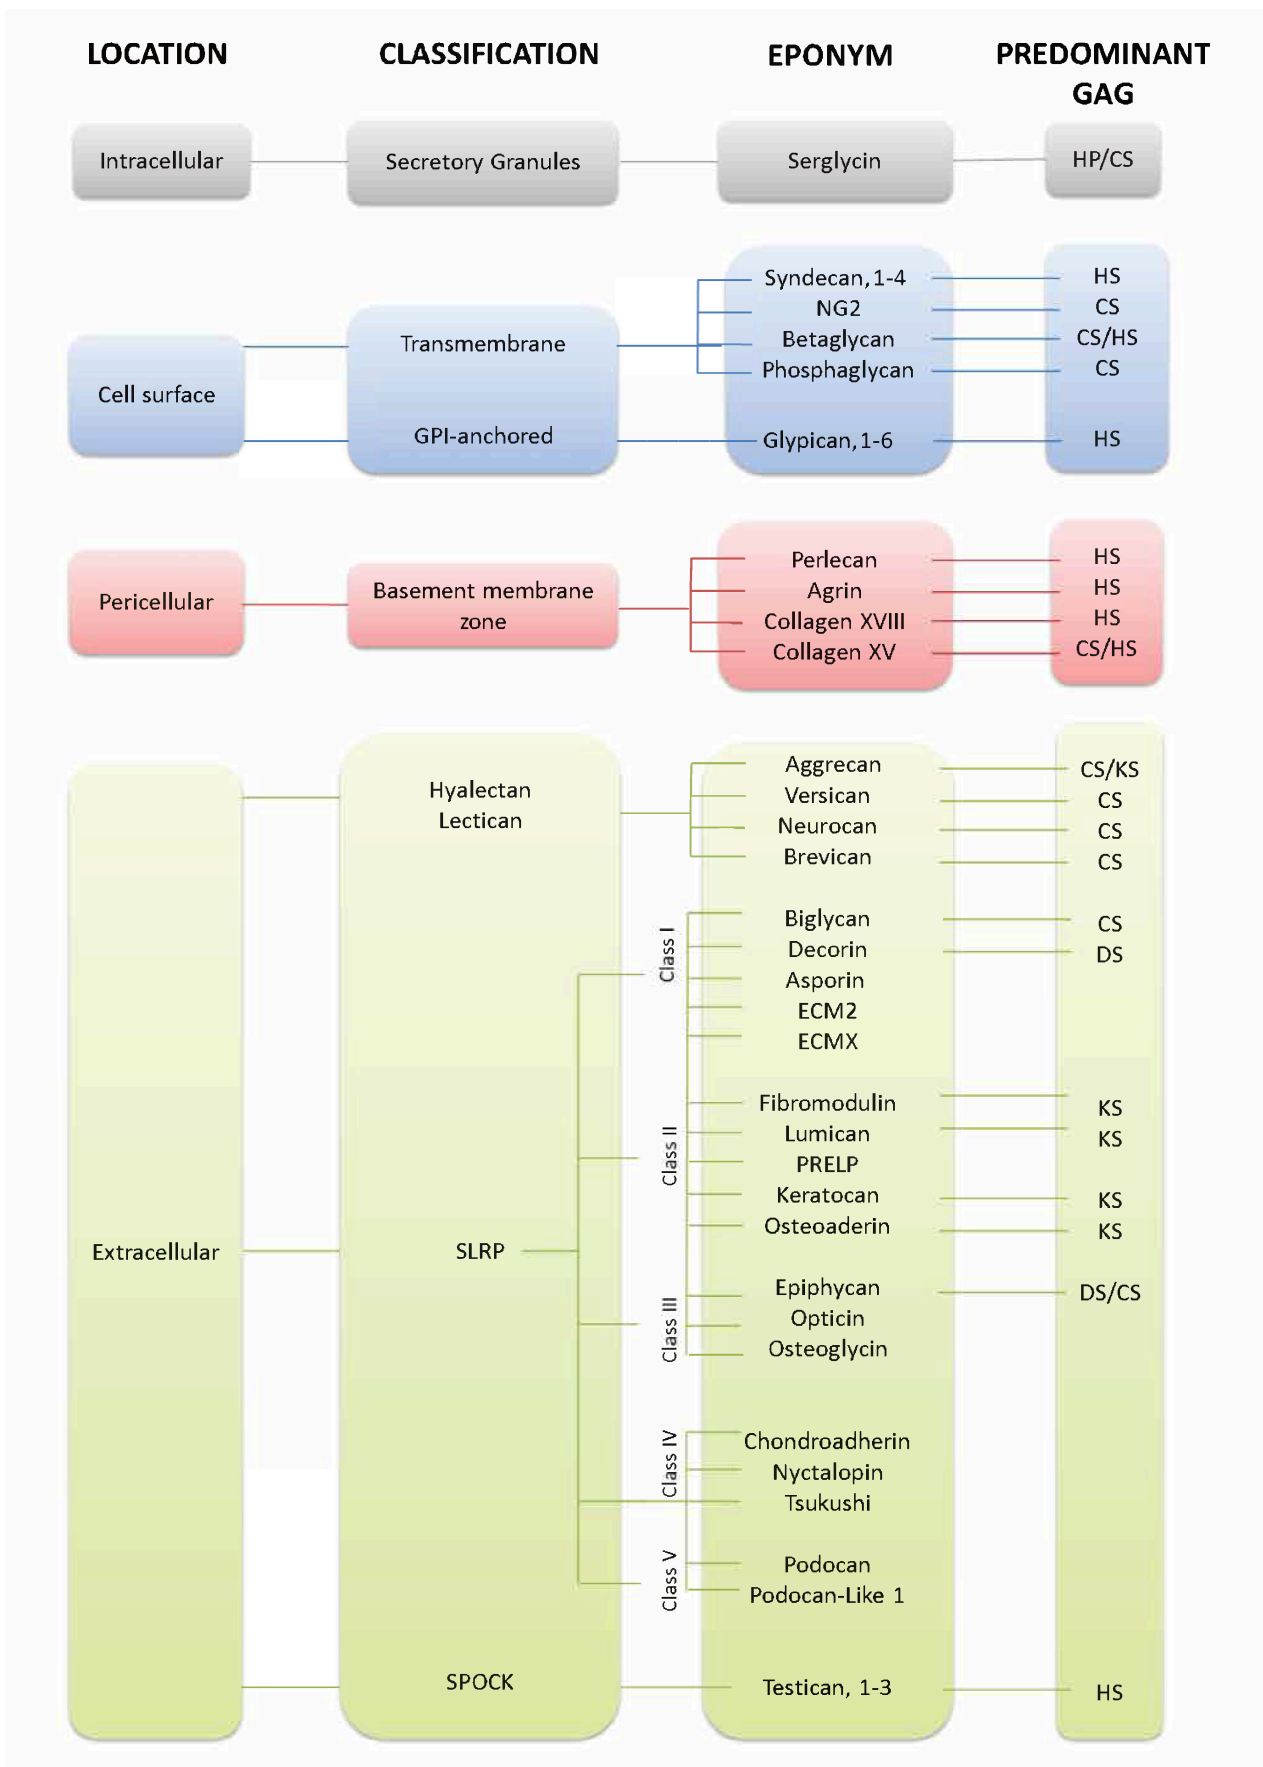 LOCATION CLASSIFICATION EPONYM PREDOMINANT
GAG
Intracellular Secretory Granules Serglycin HP/CS
Syndecan, 1-4 HS
NG2 CS
Transmembrane Betaglycan CS/HS
Phosphaglycan CS
Cell surface
GPI-anchored Glypican, 1-6 HS
Perlecan HS
Pericellular Basement membrane Agrin HS
zone Collagen XVIII HS
Collagen XV CS/HS
Aggrecan CS/KS
Hyalectan Versican CS
Lectican Neurocan CS
Brevican CS
Class I
Biglycan CS
Decorin DS
Asporin
ECM2
ECMX
Class II
Fibromodulin KS
Lumican KS
PRELP
Keratocan KS
Osteoaderin KS
Extracellular SLRP
Class III
Epiphycan DS/CS
Opticin
Osteoglycin
Class IV
Chondroadherin
Nyctalopin
Tsukushi
Class V
Podocan
Podocan-Like 1
SPOCK Testican, 1-3 HS